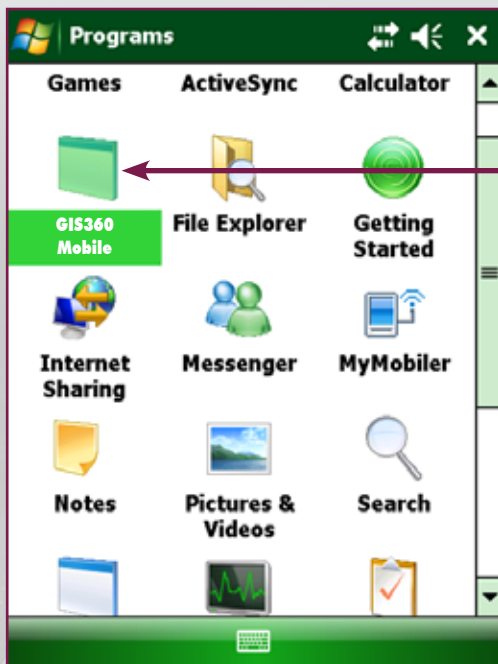 Programs
Games ActiveSync Calculator
GIS360 File Explorer Getting
Mobile Started
Internet Messenger MyMobiler
Sharing
Notes Pictures & Search
Videos